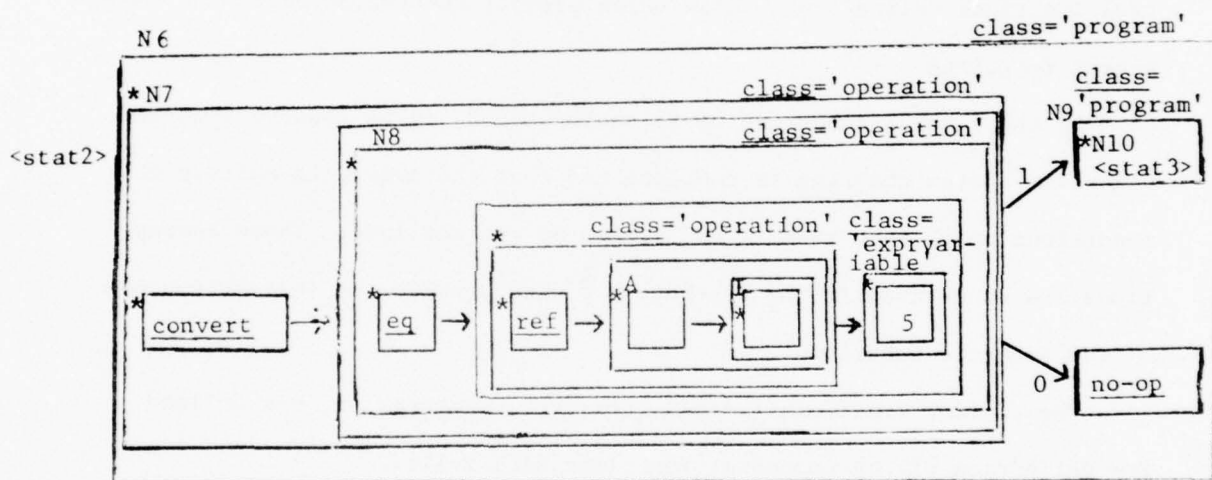 N6
class='program'
*N7
class='operation'
class=
'program'
N9
N8
class='operation'
*N10
<stat3>
<stat2>
*
1
class='operation'
class=
'expryar-
iable'
*
*A
I
*
*
* convert
* eq
* ref
5
0
no-op